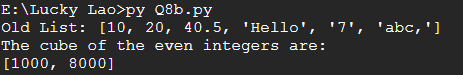 E:\Lucky Lao>py Q8b.py
Old List: [10, 20, 40.5, 'Hello', '7', 'abc,']
The cube of the even integers are:
[1000, 8000]